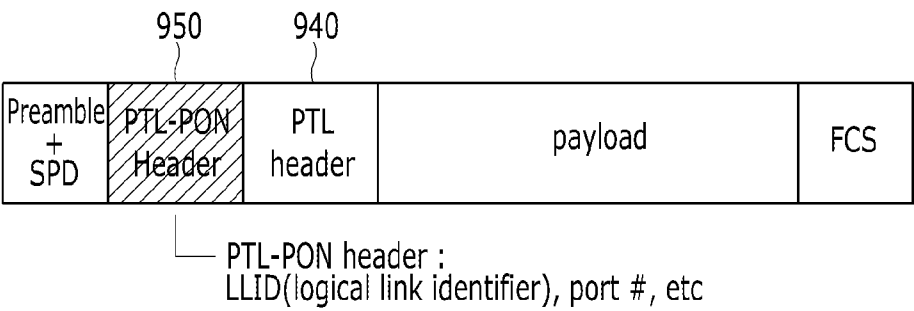 950
940
Preamble
+
SPD
PTL-PON
Header
PTL
header
payload
FCS
PTL-PON header :
LLID(logical link identifier), port #, etc